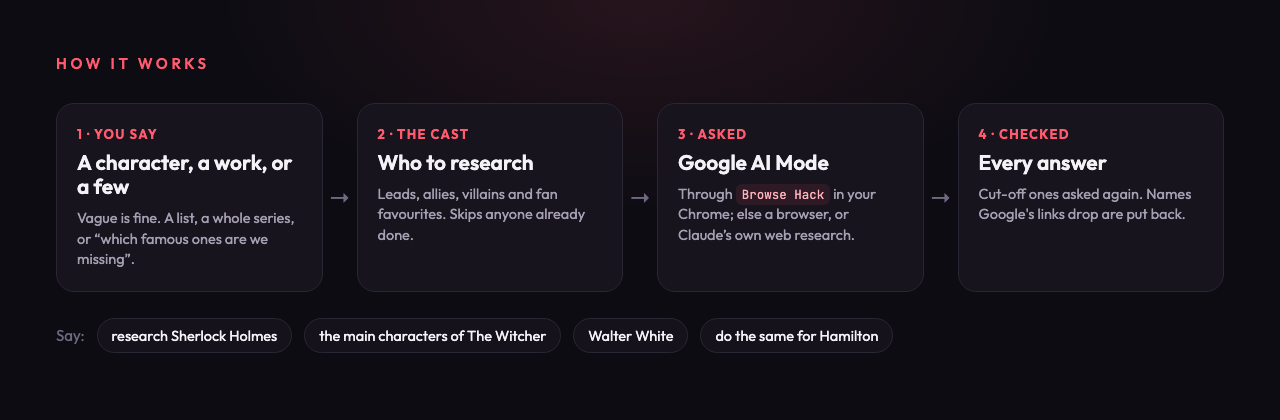 HOW IT WORKS
1 · YOU SAY
A character, a work, or
a few
Vague is fine. A list, a whole series,
or “which famous ones are we
missing”.
→
2 · THE CAST
Who to research
Leads, allies, villains and fan
favourites. Skips anyone already
done.
→
3 · ASKED
Google AI Mode
Through Browse Hack in your
Chrome; else a browser, or
Claude’s own web research.
→
4 · CHECKED
Every answer
Cut-off ones asked again. Names
Google’s links drop are put back.
Say: research Sherlock Holmes the main characters of The Witcher Walter White do the same for Hamilton